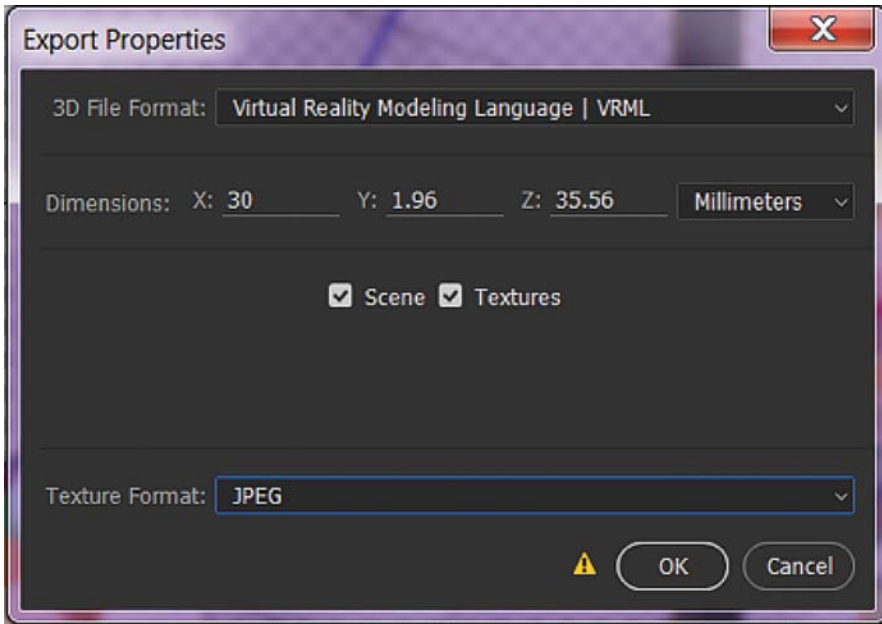 Export Properties
X
3D File Format: Virtual Reality Modeling Language | VRML
Dimensions: X: 30 Y: 1.96 Z: 35.56 Millimeters
Scene Textures
Texture Format: JPEG
OK Cancel